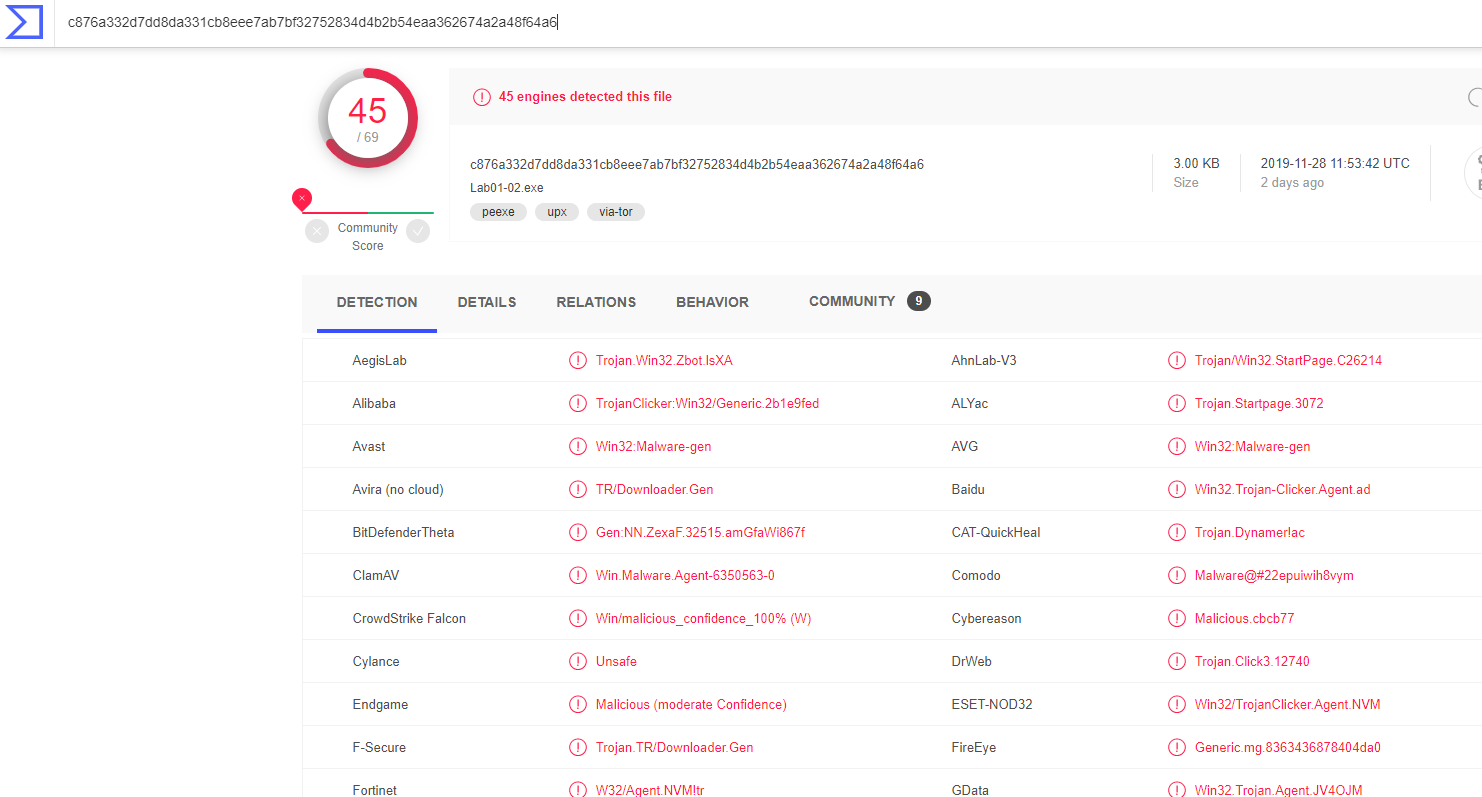 c876a332d7dd8da331cb8eee7ab7bf32752834d4b2b54eaa362674a2a48f64a6
45
/ 69
Community
Score
45 engines detected this file
c876a332d7dd8da331cb8eee7ab7bf32752834d4b2b54eaa362674a2a48f64a6
Lab01-02.exe
peexe upx via-tor
3.00 KB
Size
2019-11-28 11:53:42 UTC
2 days ago
DETECTION DETAILS RELATIONS BEHAVIOR COMMUNITY 9
AegisLab Trojan.Win32.Zbot.lsXA AhnLab-V3 Trojan/Win32.StartPage.C26214
Alibaba TrojanClicker:Win32/Generic.2b1e9fed ALYac Trojan.Startpage.3072
Avast Win32:Malware-gen AVG Win32:Malware-gen
Avira (no cloud) TR/Downloader.Gen Baidu Win32.Trojan-Clicker.Agent.ad
BitDefenderTheta Gen:NN.ZexaF.32515.amGfaWi867f CAT-QuickHeal Trojan.Dynamer!ac
ClamAV Win.Malware.Agent-6350563-0 Comodo Malware@#22epuiwih8vym
CrowdStrike Falcon Win/malicious_confidence_100% (W) Cybereason Malicious.cbcb77
Cylance Unsafe DrWeb Trojan.Click3.12740
Endgame Malicious (moderate Confidence) ESET-NOD32 Win32/TrojanClicker.Agent.NVM
F-Secure Trojan.TR/Downloader.Gen FireEye Generic.mg.8363436878404da0
Fortinet W32/Agent.NVM!tr GData Win32.Trojan.Agent.JV4OJM